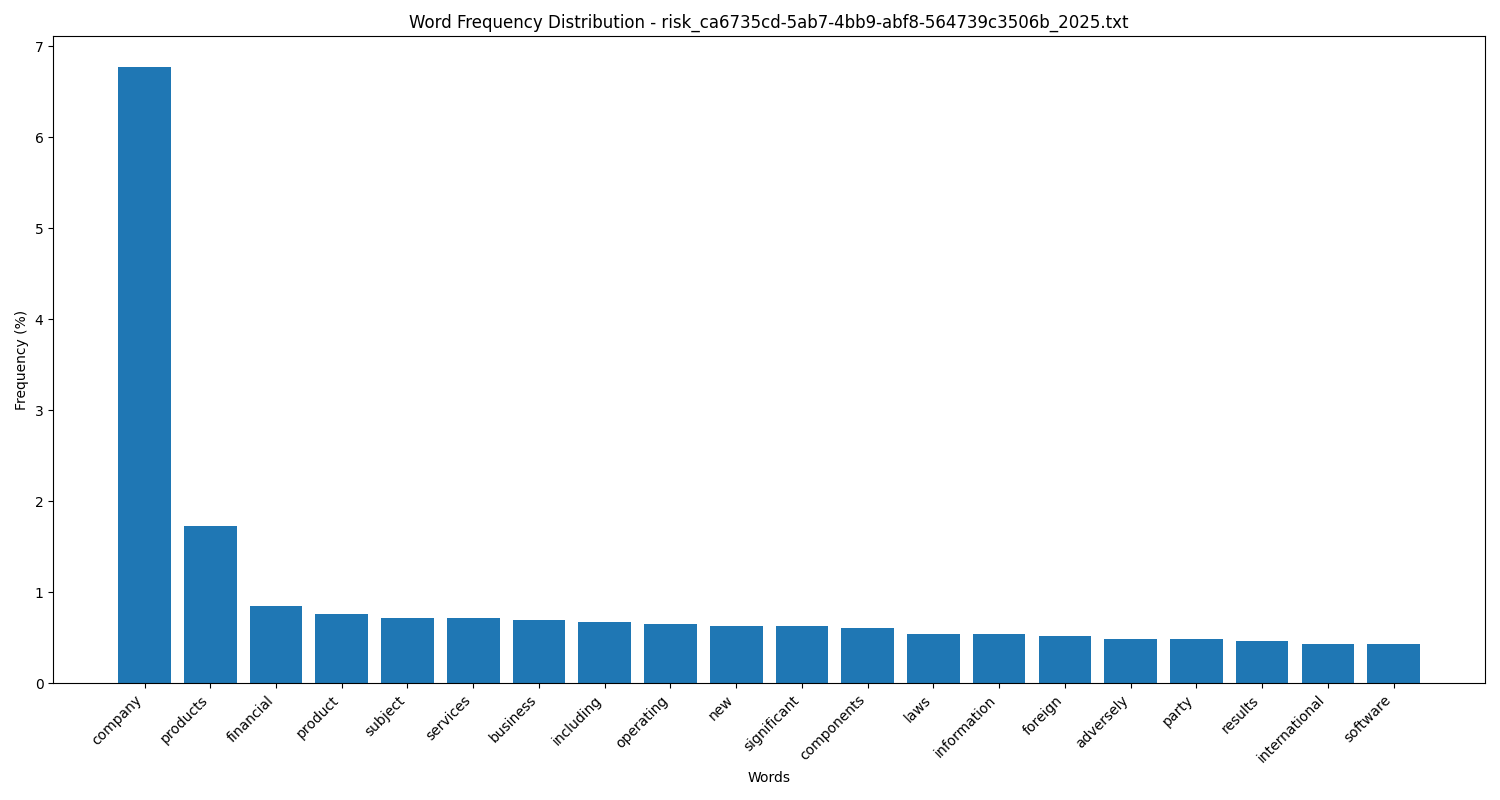 Word Frequency Distribution - risk_ca6735cd-5ab7-4bb9-abf8-564739c3506b_2025.txt
Frequency (%)
7
6
5
4
3
2
1
0
company
products
financial
product
subject
services
business
including
operating
new
significant
components
laws
information
foreign
adversely
party
results
international
software
Words